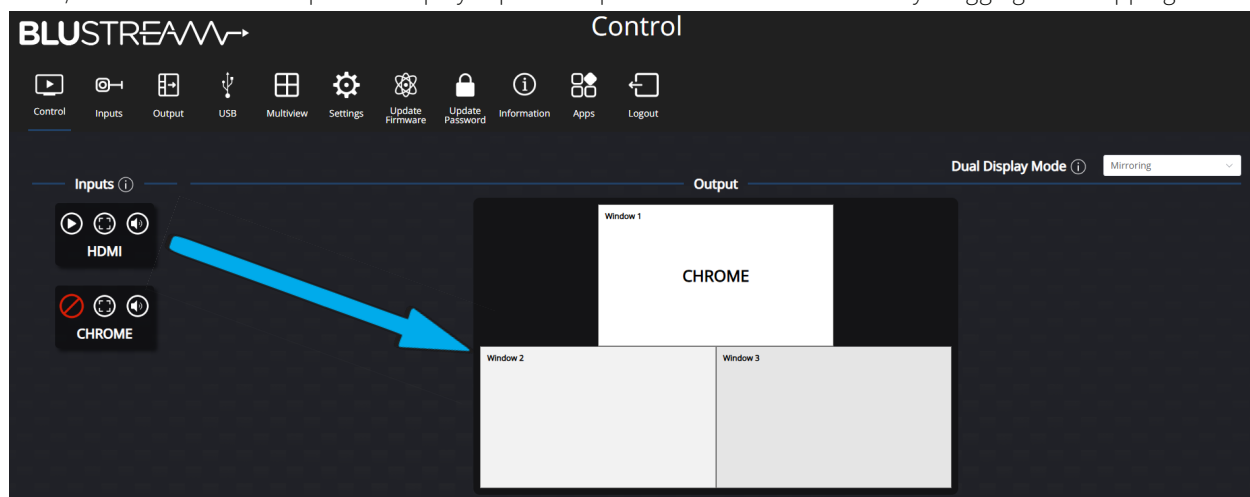 BLUSTREAM
Control
Control
Inputs
Output
USB
Multiview
Settings
Update
Firmware
Update
Password
Information
Apps
Logout
Dual Display Mode
Mirroring
Inputs
Output
HDMI
CHROME
Window 1
CHROME
Window 2
Window 3